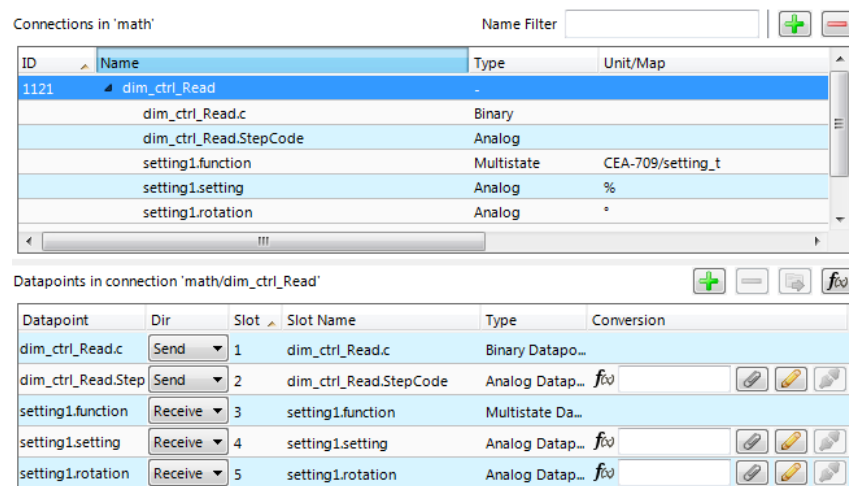 Connections in 'math' Name Filter
ID Name Type Unit/Map
1121 dim_ctrl_Read -
dim_ctrl_Read.c Binary
dim_ctrl_Read.StepCode Analog
setting1.function Multistate CEA-709/setting_t
setting1.setting Analog %
setting1.rotation Analog °
Datapoints in connection 'math/dim_ctrl_Read' f(x)
Datapoint Dir Slot Slot Name Type Conversion
dim_ctrl_Read.c Send 1 dim_ctrl_Read.c Binary Datapo...
dim_ctrl_Read.Step Send 2 dim_ctrl_Read.StepCode Analog Datap... f(x)
setting1.function Receive 3 setting1.function Multistate Da...
setting1.setting Receive 4 setting1.setting Analog Datap... f(x)
setting1.rotation Receive 5 setting1.rotation Analog Datap... f(x)